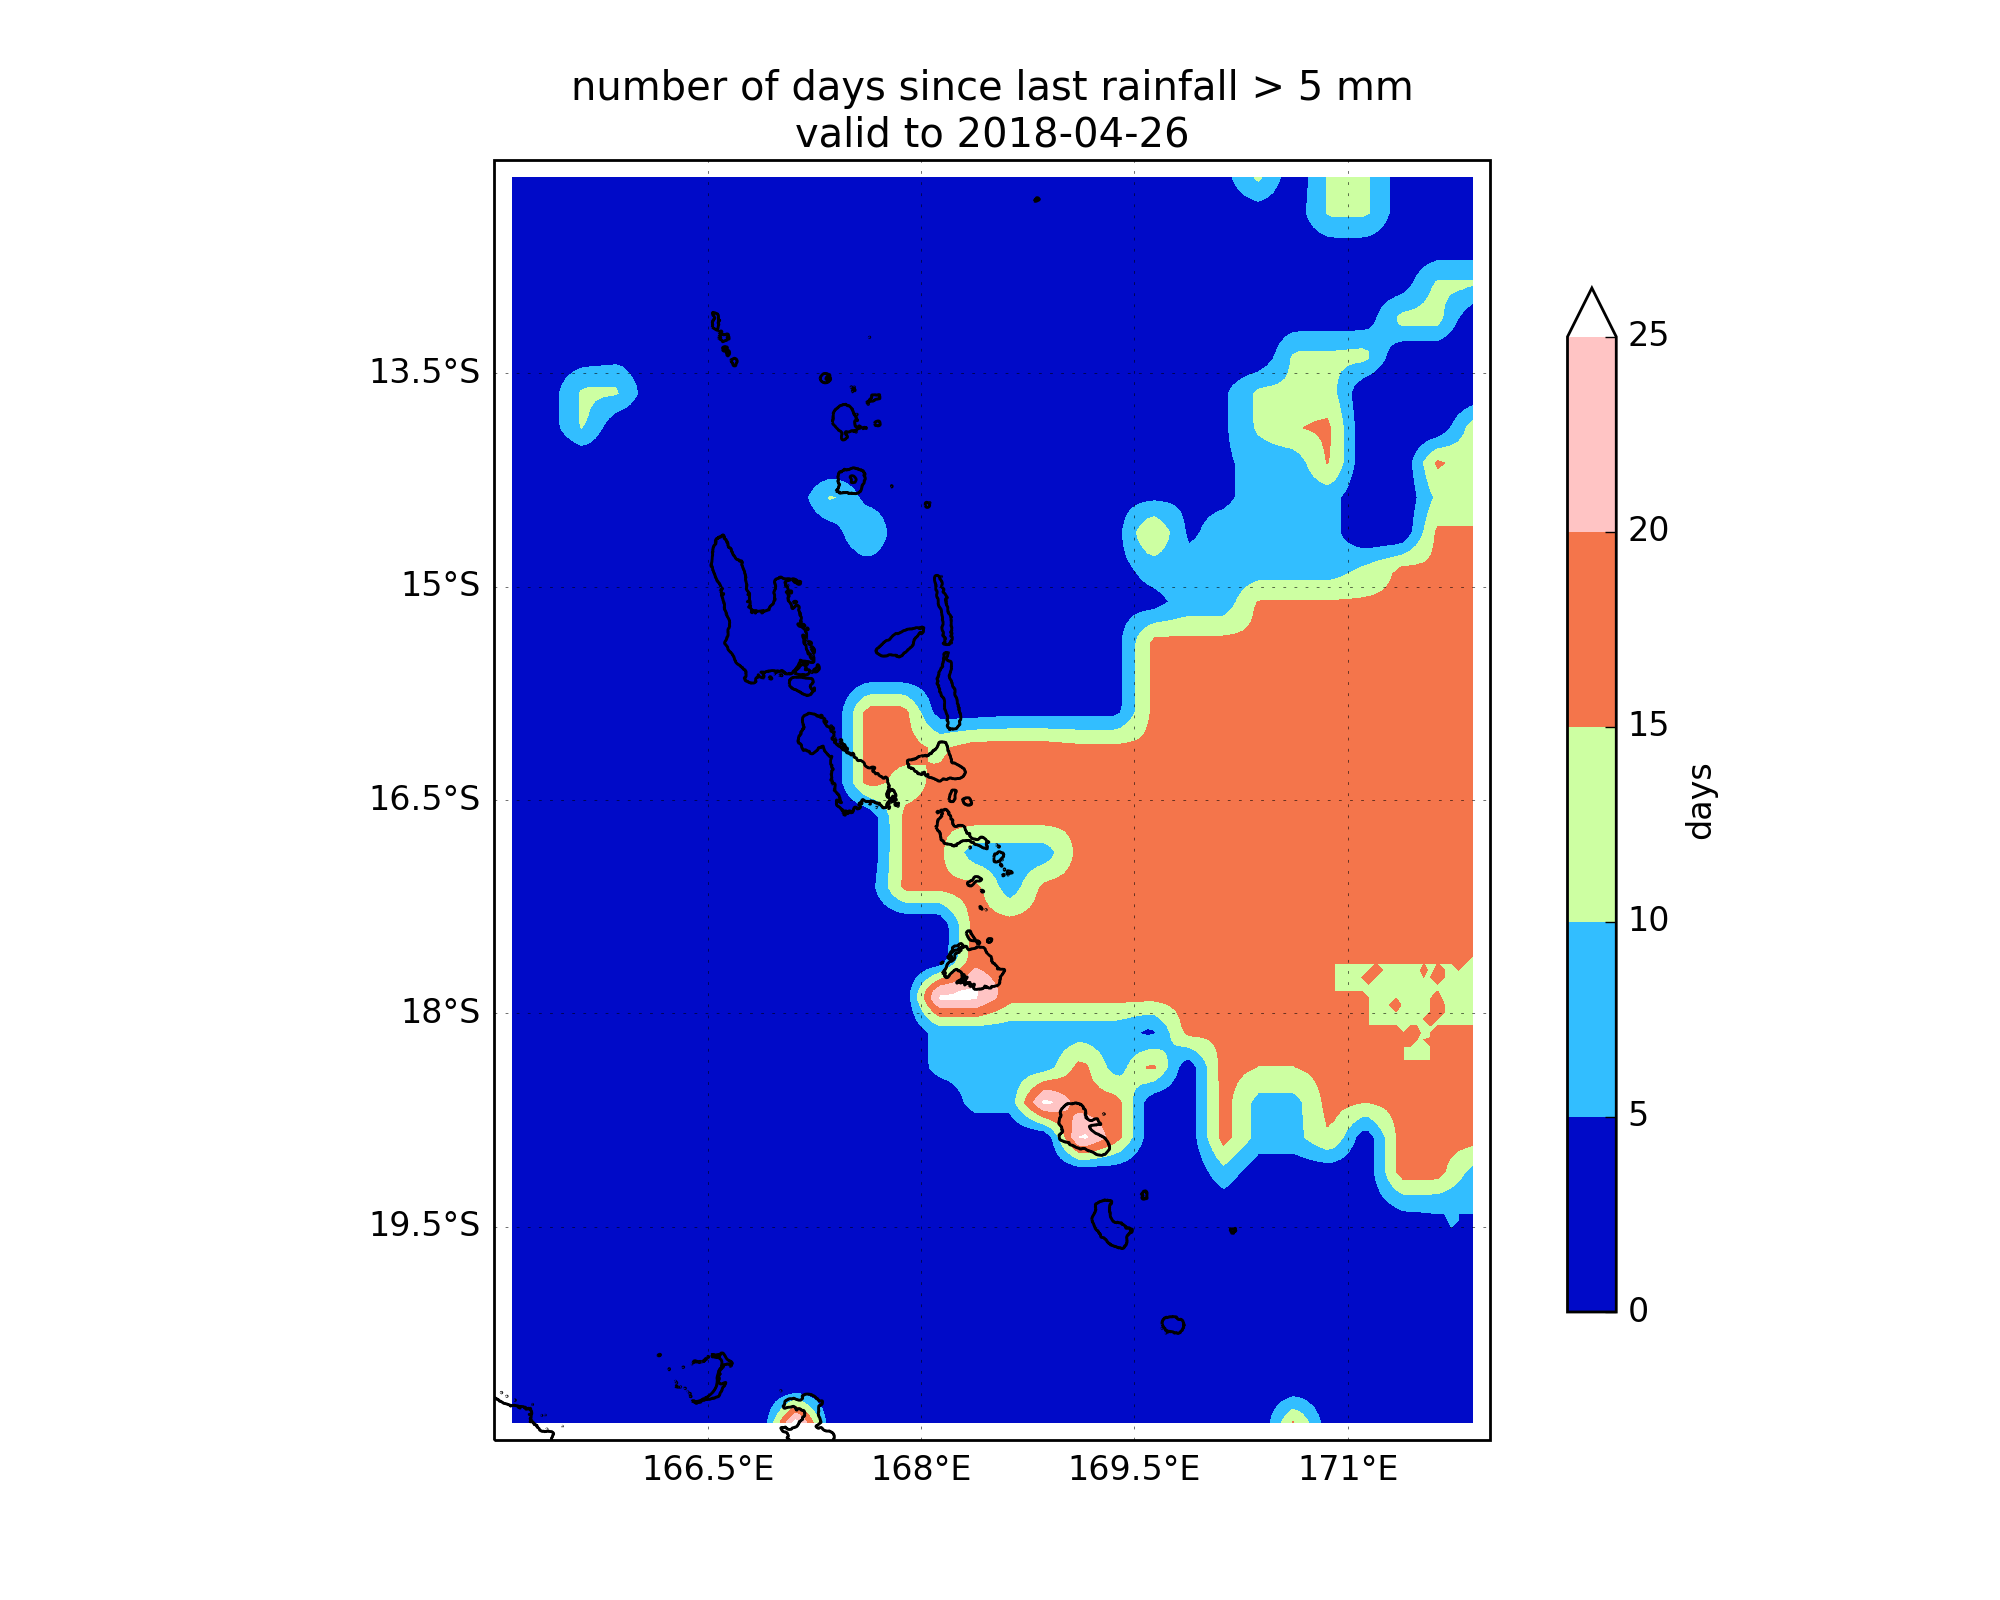 number of days since last rainfall > 5 mm
valid to 2018-04-26
13.5°S
15°S
16.5°S
18°S
19.5°S
166.5°E
168°E
169.5°E
171°E
25
20
15
10
5
0
days